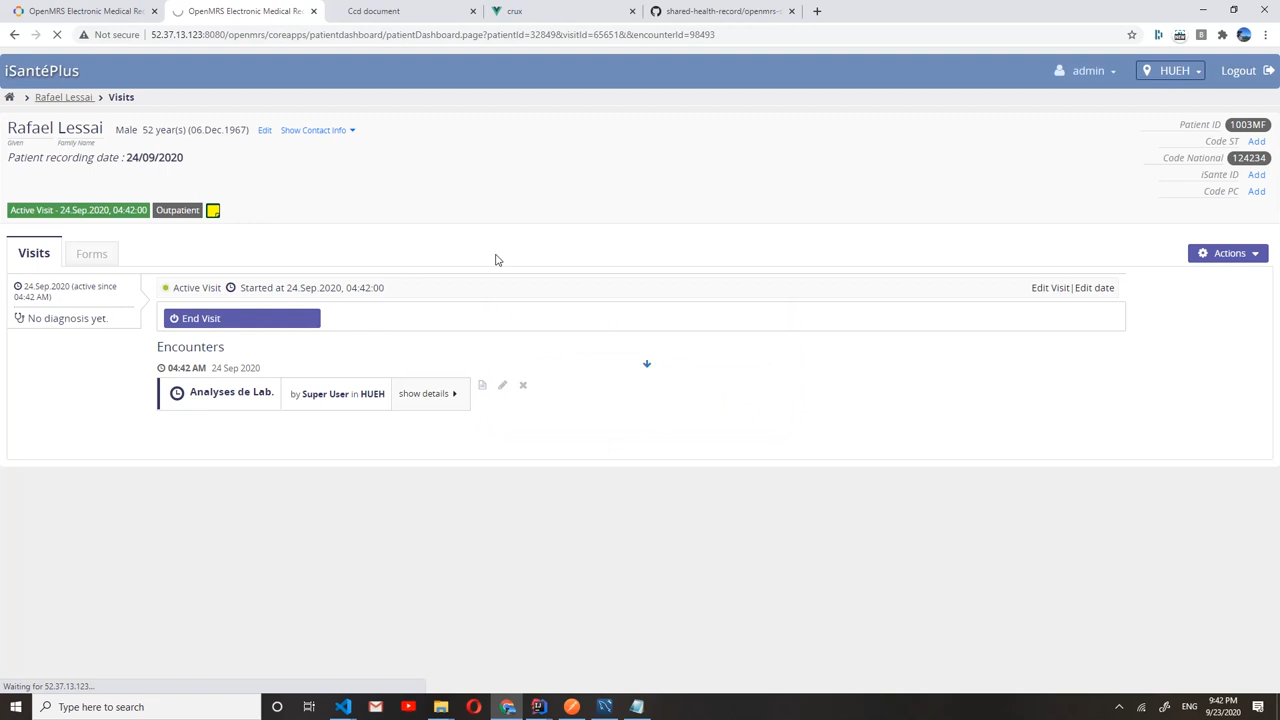 OpenMRS Electronic Medical Rec
OpenMRS Electronic Medical Rec
Ccd document
crux
shared-health-record/openmrs-s
Not secure
52.37.13.123:8080/openmrs/coreapps/patientdashboard/patientDashboard.page?patientId=32849&visitId=65651&&encounterId=98493
iSantéPlus
admin
HUEH
Logout
Rafael Lessai
Visits
Rafael Lessai Male 52 year(s) (06.Dec.1967) Edit Show Contact Info
Given Family Name
Patient recording date : 24/09/2020
Patient ID 1003MF
Code ST Add
Code National 124234
iSante ID Add
Code PC Add
Active Visit - 24.Sep.2020, 04:42:00 Outpatient
Visits
Forms
Actions
24.Sep.2020 (active since
04:42 AM)
No diagnosis yet.
Active Visit Started at 24.Sep.2020, 04:42:00
Edit Visit|Edit date
End Visit
Encounters
04:42 AM 24 Sep 2020
Analyses de Lab.
by Super User in HUEH
show details
Waiting for 52.37.13.123...
Type here to search
ENG
9:42 PM
9/23/2020